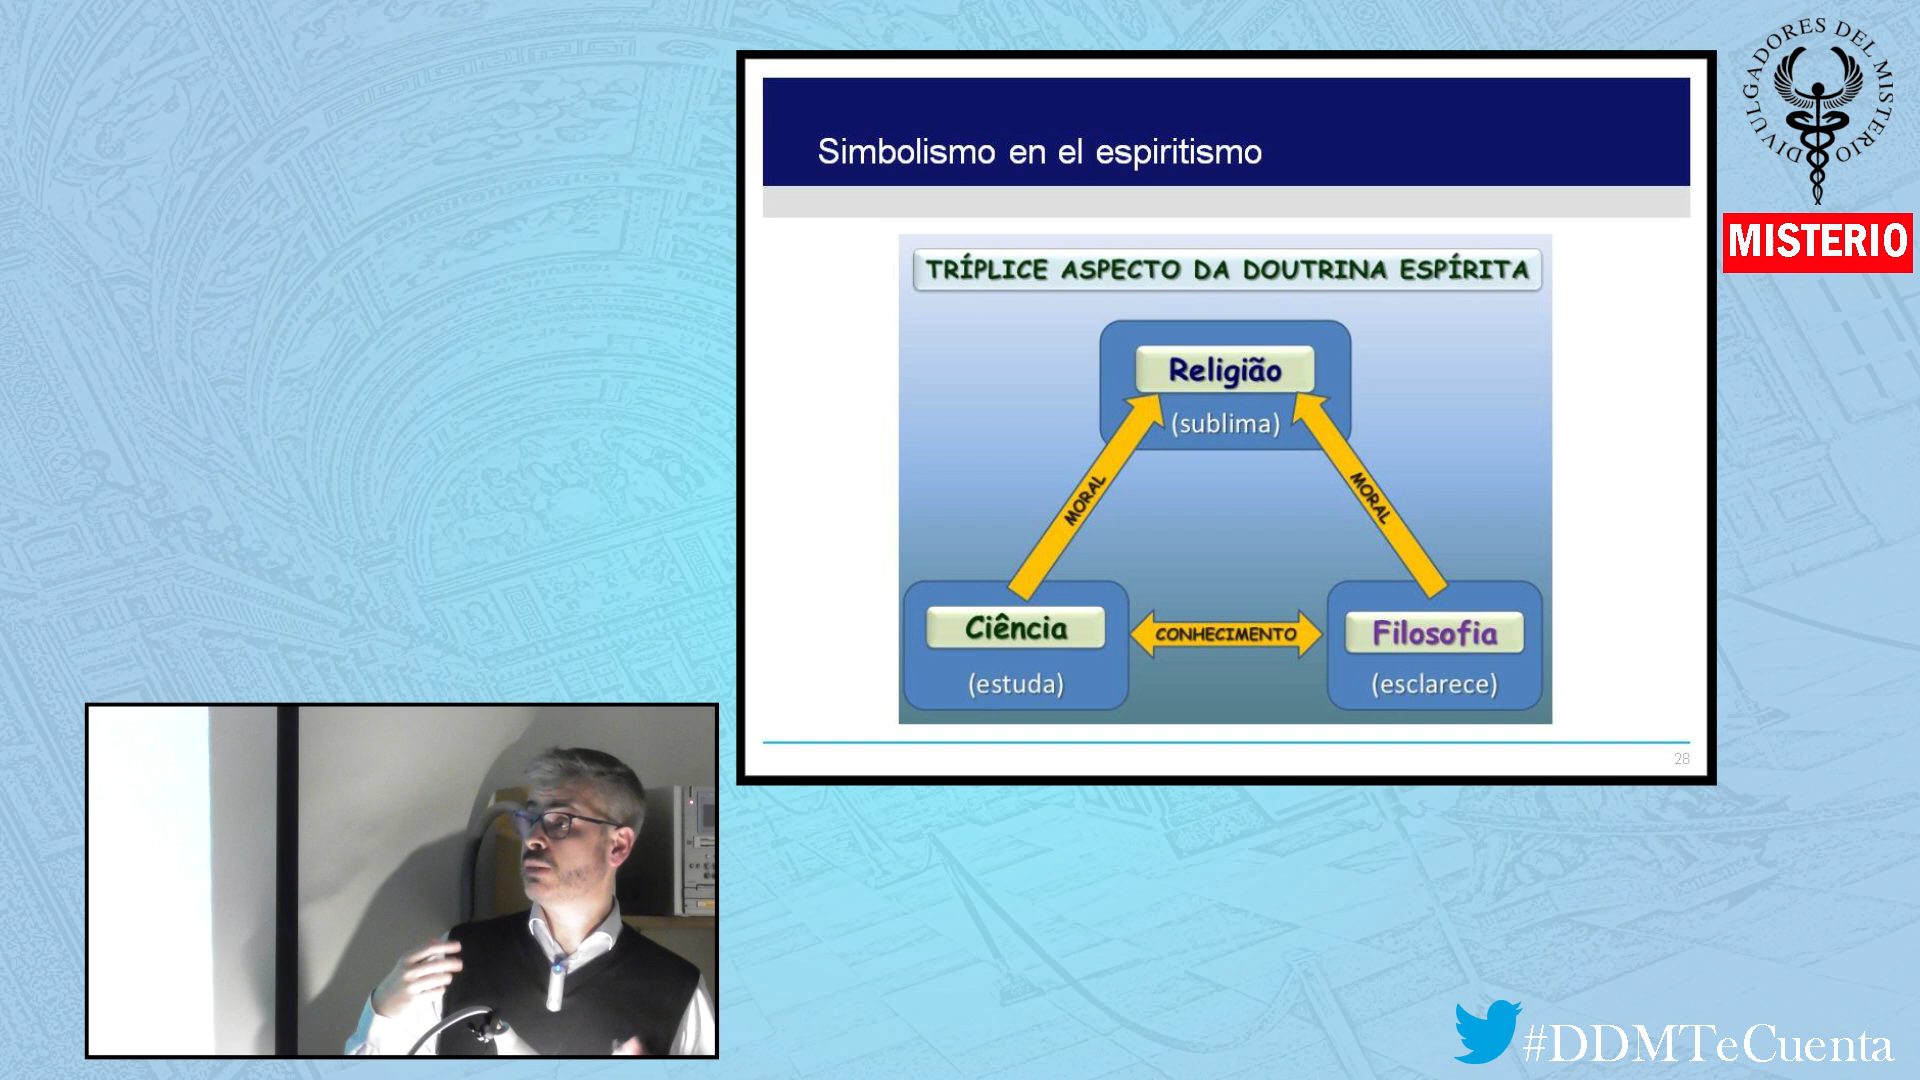 Simbolismo en el espiritismo
TRÍPLICE ASPECTO DA DOUTRINA ESPÍRITA
Religião
(sublima)
MORAL
MORAL
Ciência
(estuda)
CONHECIMENTO
Filosofia
(esclarece)
28
DIVULGADORES DEL MISTERIO
MISTERIO
#DDMTeCuenta